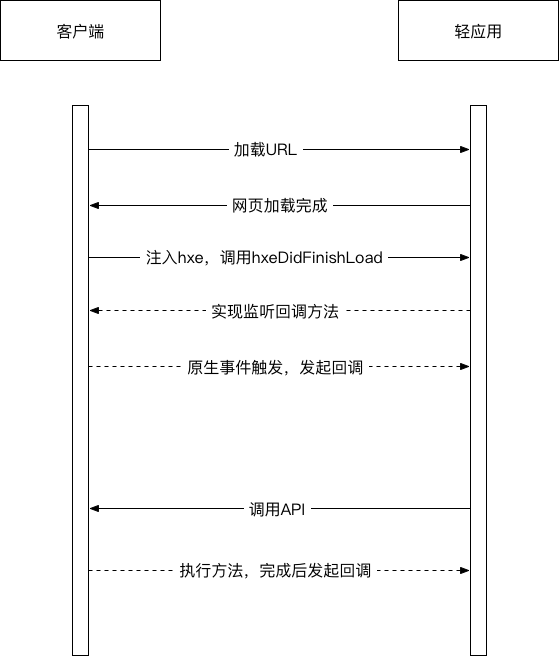 客户端
轻应用
加载URL
网页加载完成
注入hxe，调用hxeDidFinishLoad
实现监听回调方法
原生事件触发，发起回调
调用API
执行方法，完成后发起回调